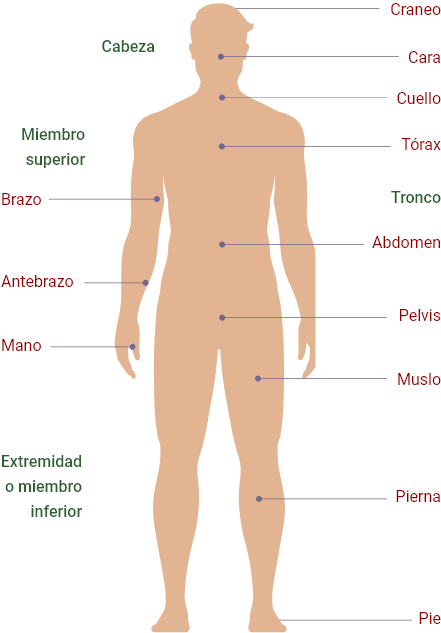 Craneo
Cabeza
Cara
Cuello
Miembro
superior
Tórax
Brazo
Tronco
Abdomen
Antebrazo
Pelvis
Mano
Muslo
Extremidad
o miembro
inferior
Pierna
Pie